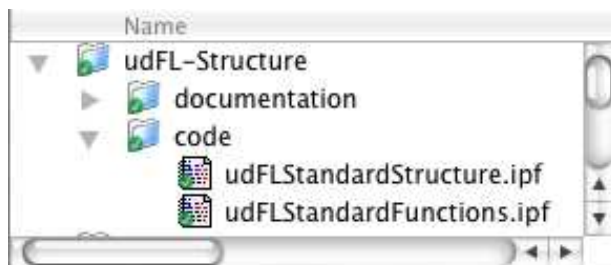 Name
udFL-Structure
documentation
code
udFLStandardStructure.ipf
udFLStandardFunctions.ipf